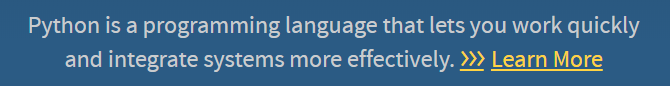 Python is a programming language that lets you work quickly
and integrate systems more effectively. >>> Learn More